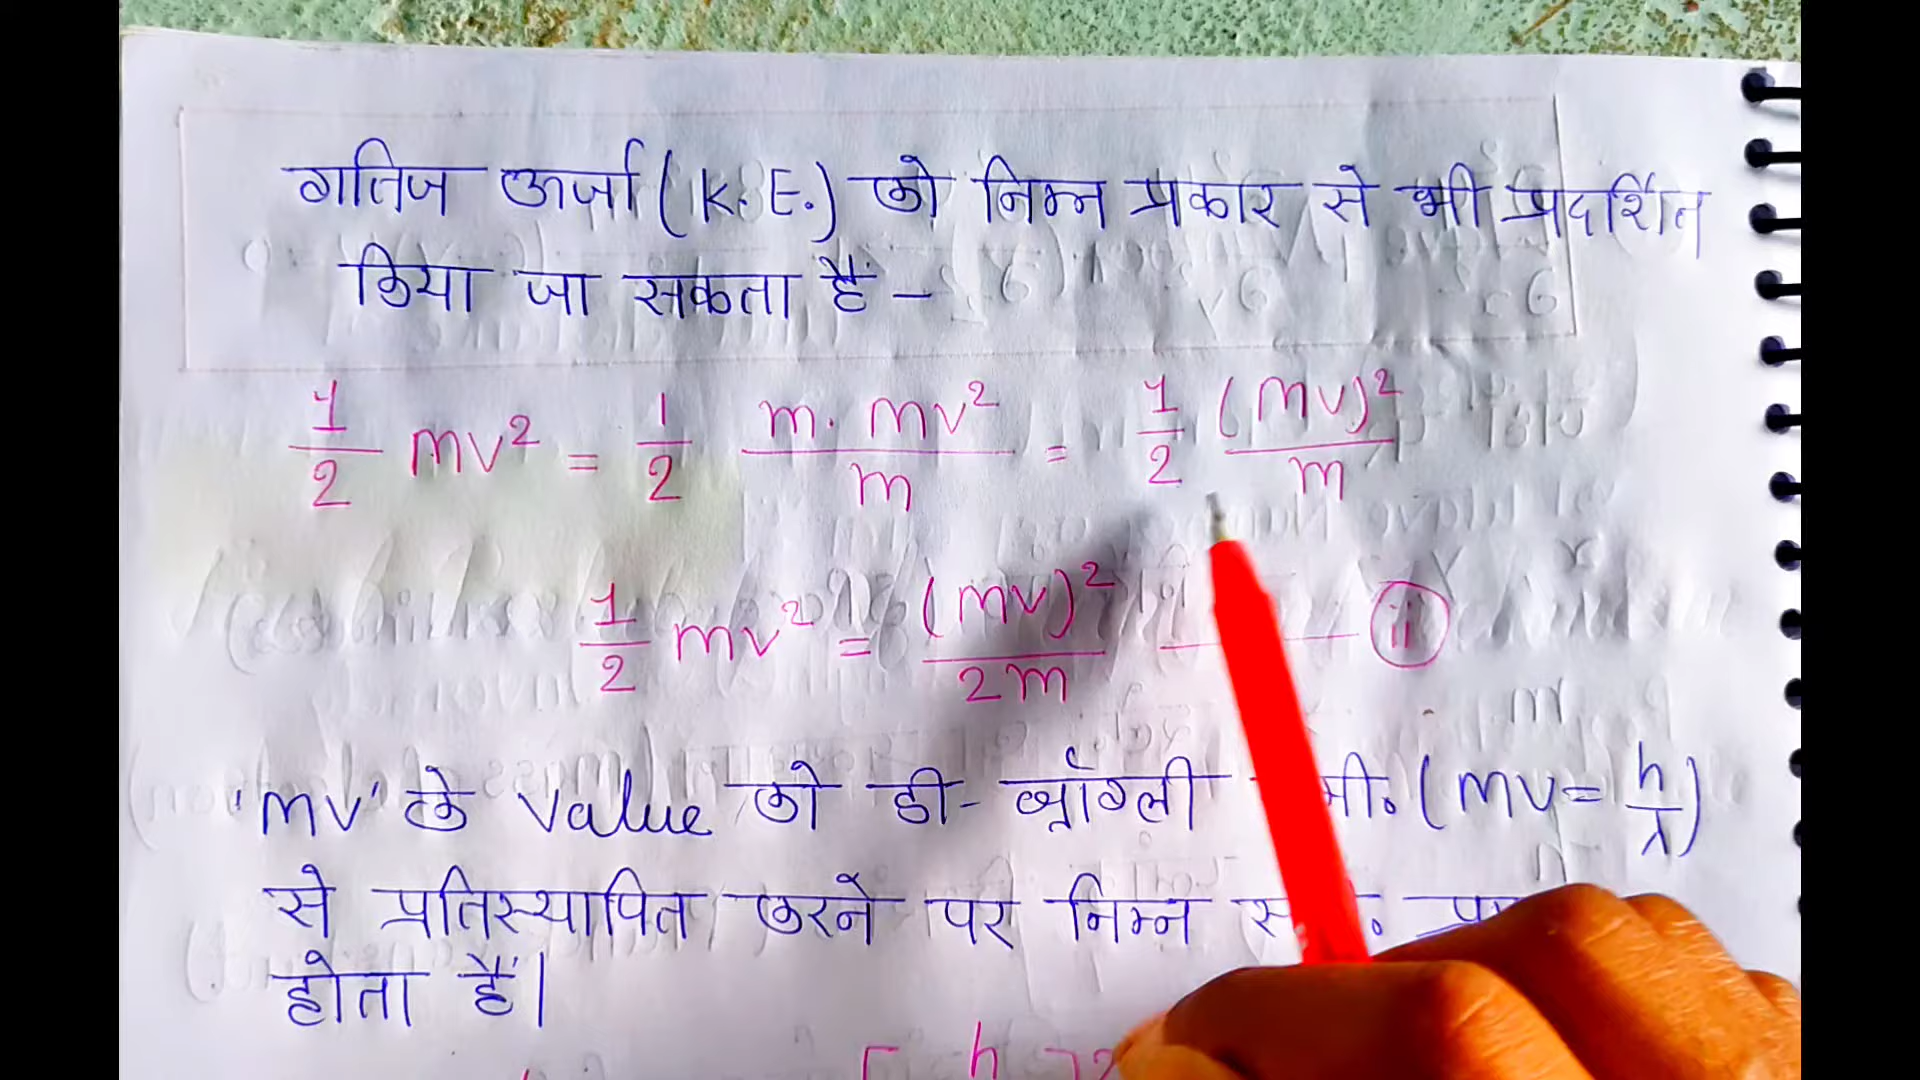 गतिज ऊर्जा (K.E.) को निम्न प्रकार से भी प्रदर्शित
किया जा सकता है -
1/2 mv² = 1/2 m. mv²/m = 1/2 (mv)²/m
1/2 mv² = (mv)²/2m ——— (ii)
'mv' के Value को डी-ब्रॉग्ली (mv = h/λ)
से प्रतिस्थापित करने पर निम्न
होता है।
h